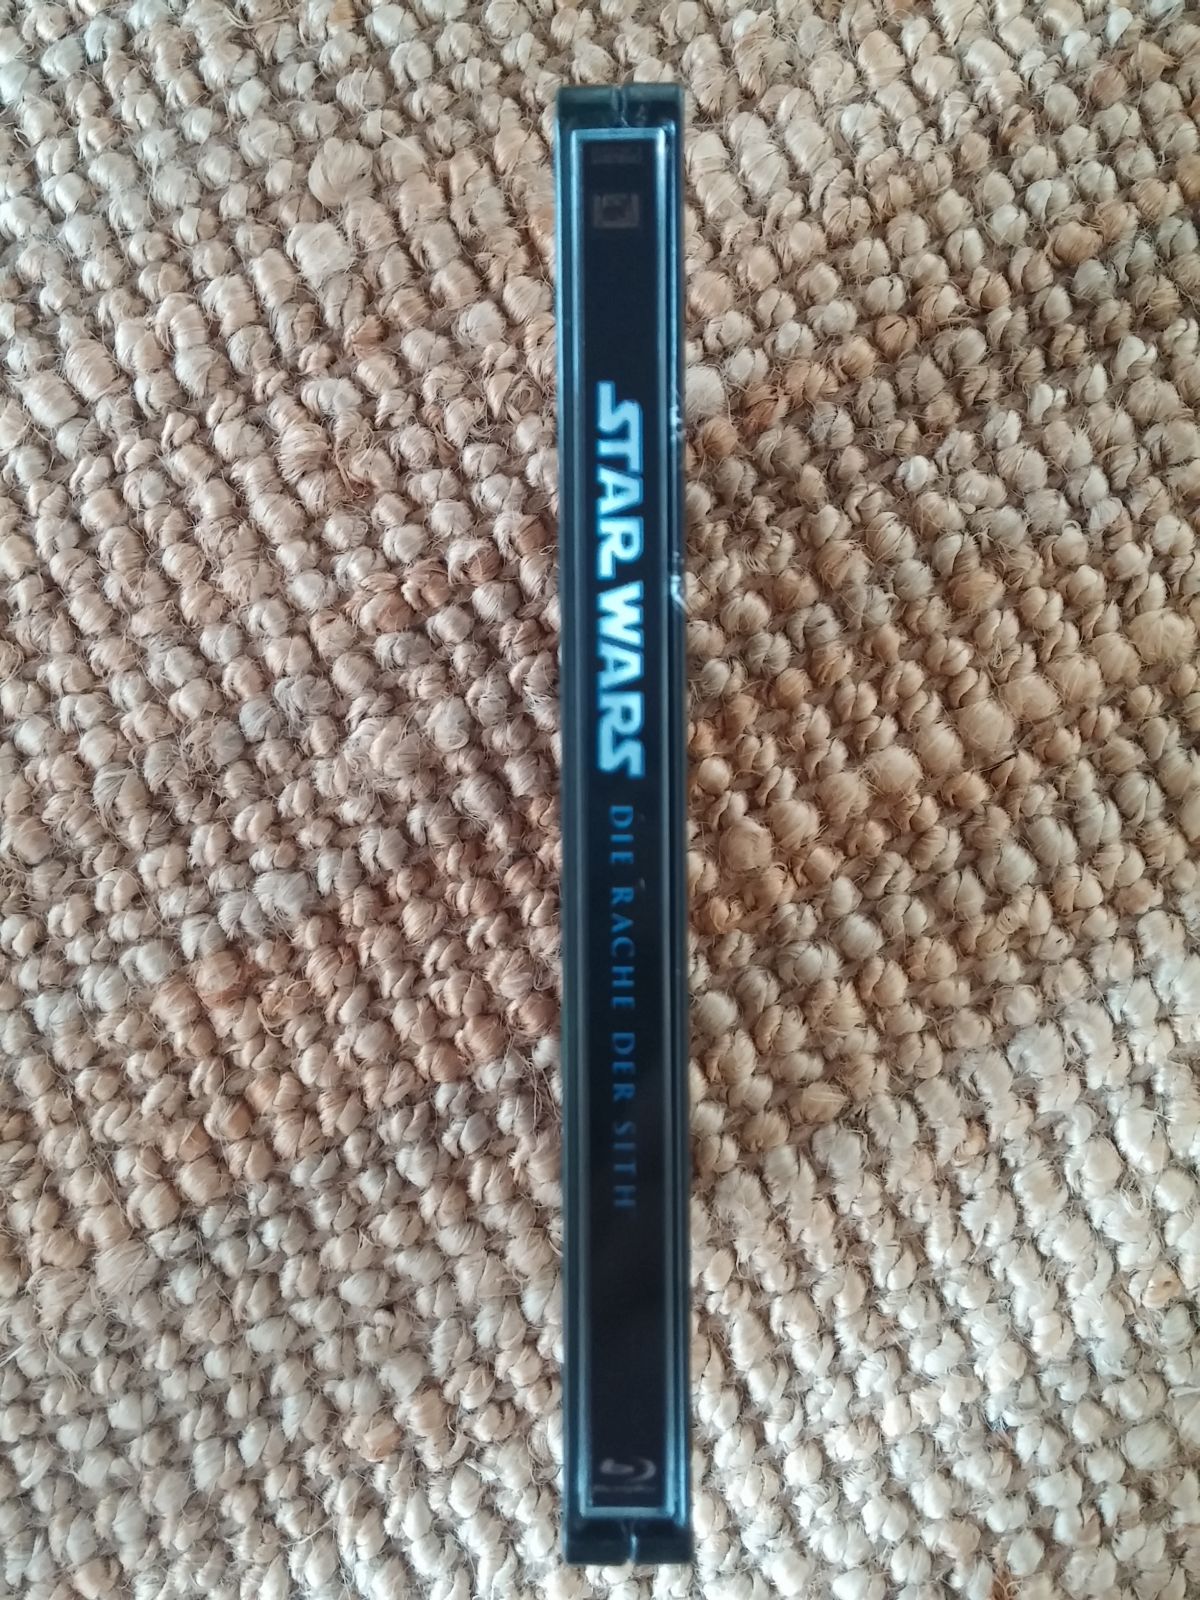 STAR WARS DIE RACHE DER SITH